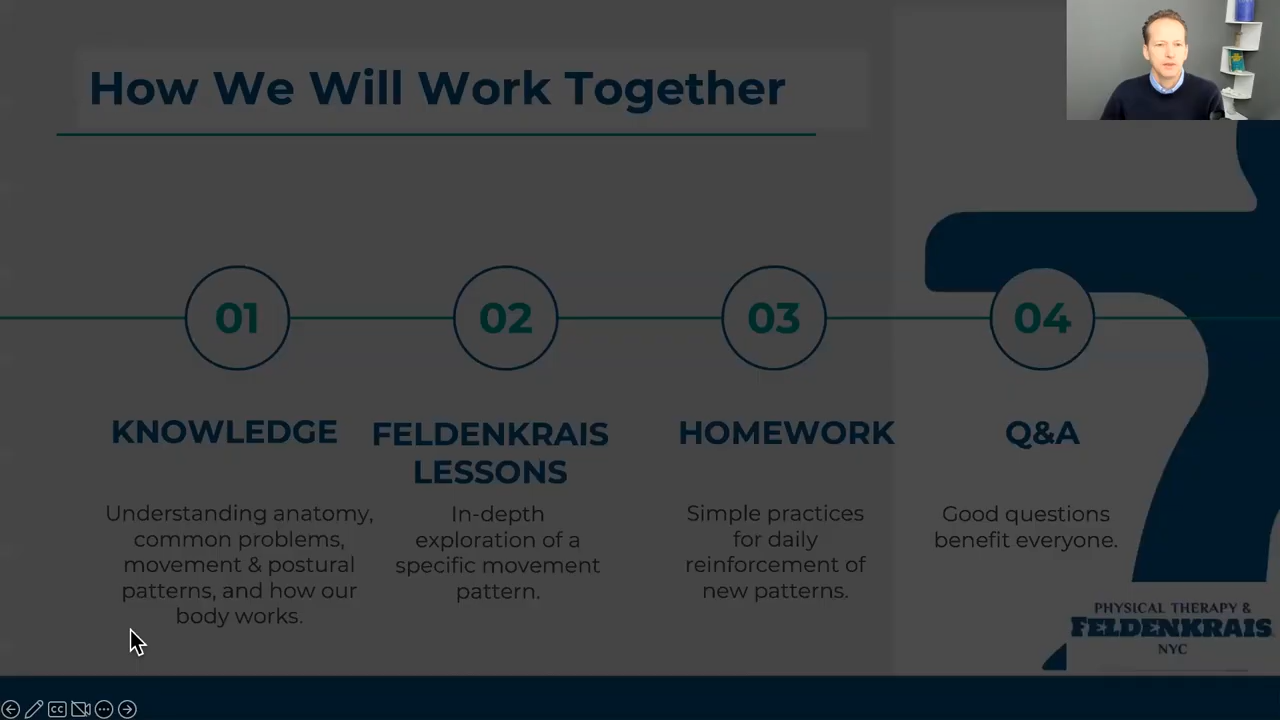 How We Will Work Together
01
02
03
04
KNOWLEDGE
Understanding anatomy,
common problems,
movement & postural
patterns, and how our
body works.
FELDENKRAIS
LESSONS
In-depth
exploration of a
specific movement
pattern.
HOMEWORK
Simple practices
for daily
reinforcement of
new patterns.
Q&A
Good questions
benefit everyone.
PHYSICAL THERAPY &
FELDENKRAIS
NYC
CC